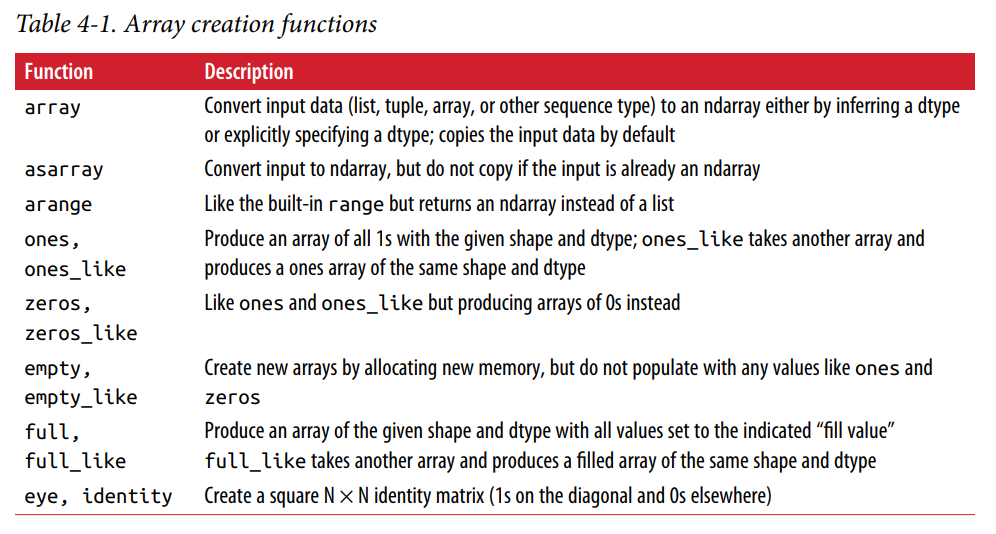 Table 4-1. Array creation functions
Function Description
array Convert input data (list, tuple, array, or other sequence type) to an ndarray either by inferring a dtype
or explicitly specifying a dtype; copies the input data by default
asarray Convert input to ndarray, but do not copy if the input is already an ndarray
arange Like the built-in range but returns an ndarray instead of a list
ones, Produce an array of all 1s with the given shape and dtype; ones_like takes another array and
ones_like produces a ones array of the same shape and dtype
zeros, Like ones and ones_like but producing arrays of 0s instead
zeros_like
empty, Create new arrays by allocating new memory, but do not populate with any values like ones and
empty_like zeros
full, Produce an array of the given shape and dtype with all values set to the indicated “fill value”
full_like full_like takes another array and produces a filled array of the same shape and dtype
eye, identity Create a square N × N identity matrix (1s on the diagonal and 0s elsewhere)